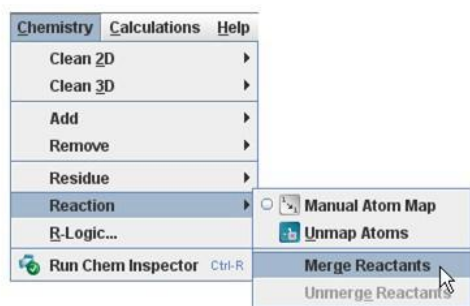 Chemistry Calculations Help
Clean 2D
Clean 3D
Add
Remove
Residue
Reaction
Manual Atom Map
R-Logic...
Unmap Atoms
Run Chem Inspector Ctrl-R
Merge Reactants
Unmerge Reactants